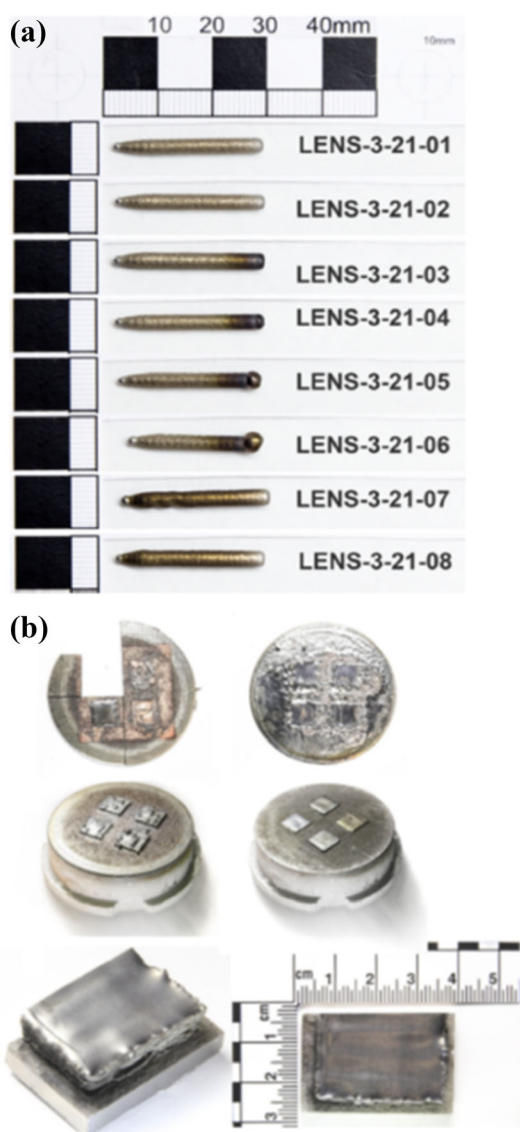 (a)
10 20 30 40mm
10mm
LENS-3-21-01
LENS-3-21-02
LENS-3-21-03
LENS-3-21-04
LENS-3-21-05
LENS-3-21-06
LENS-3-21-07
LENS-3-21-08
(b)
cm 1 2 3 4 5
cm
1
2
3